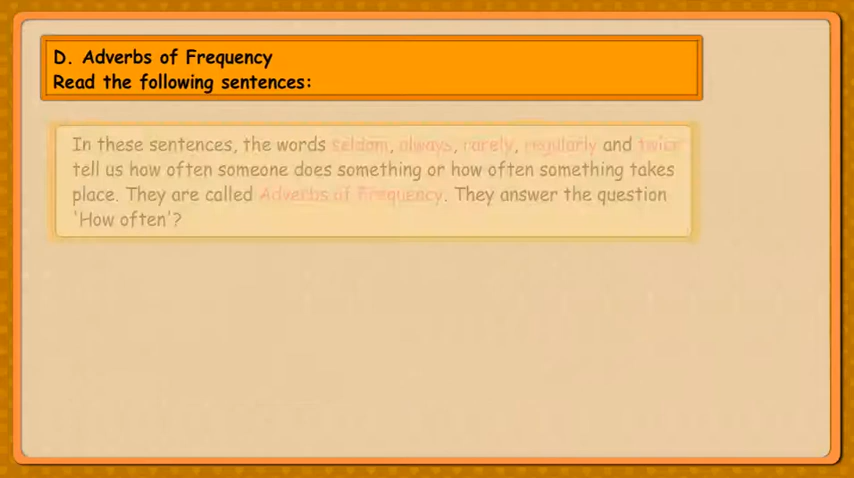 D. Adverbs of Frequency
Read the following sentences:
In these sentences, the words seldom, always, rarely, regularly and twice
tell us how often someone does something or how often something takes
place. They are called Adverbs of Frequency. They answer the question
'How often'?